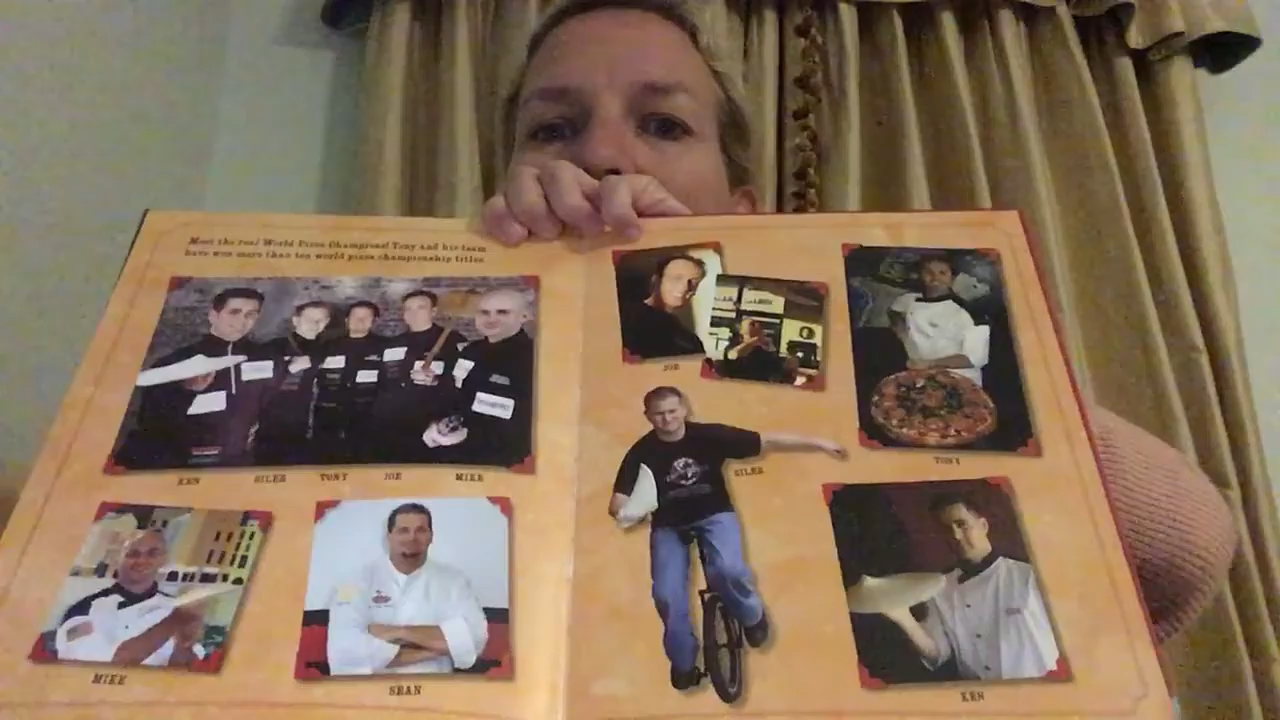 Meet the real World Pizza Champions! Tony and his team
have won more than ten world pizza championship titles.
KEN SILER TONY JOE MIKE
MIKE
SEAN
JOE
SILER
TONY
KEN